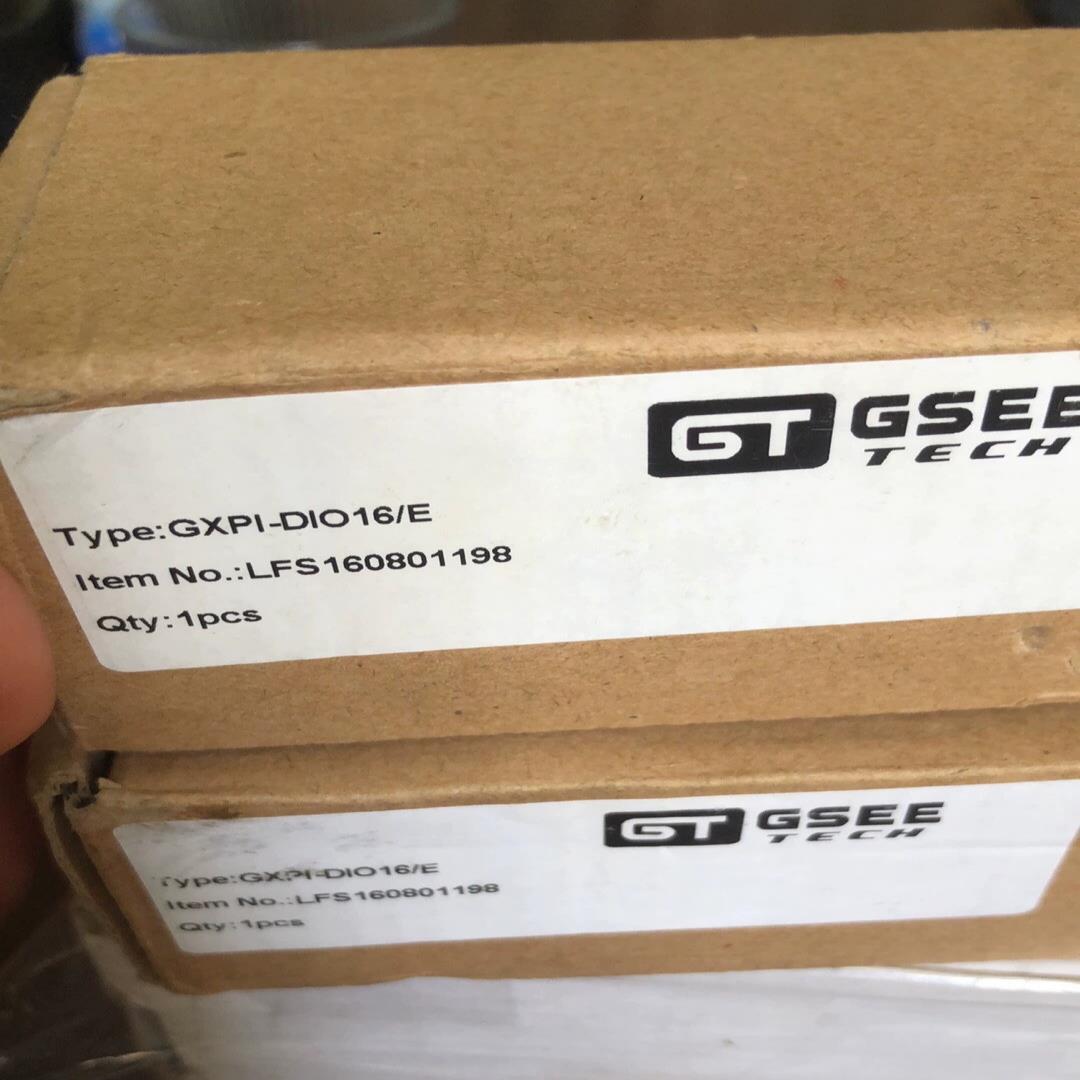 GT GSEE
TECH
Type:GXPI-DIO16/E
Item No.:LFS160801198
Qty:1pcs
GT GSEE
TECH
Type:GXPI-DIO16/E
Item No.:LFS160801198
Qty:1pcs